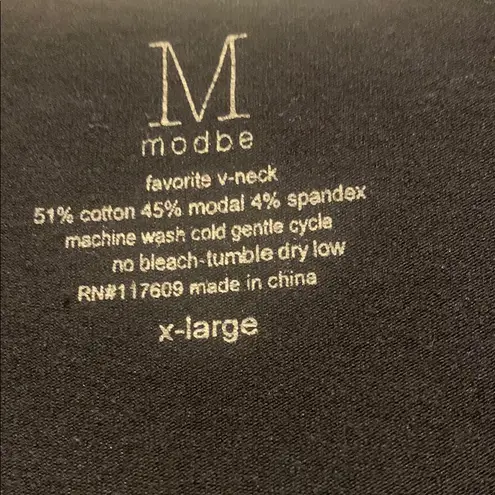 M
modbe
favorite v-neck
51% cotton 45% modal 4% spandex
machine wash cold gentle cycle
no bleach-tumble dry low
RN#117609 made in china
x-large